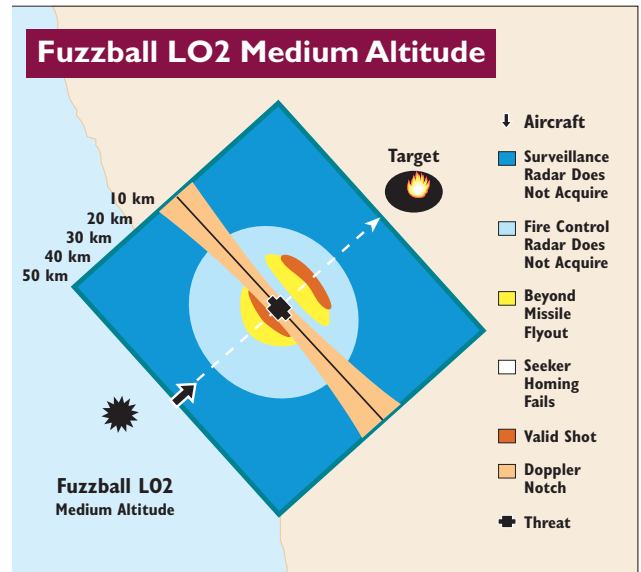 Fuzzball LO2 Medium Altitude
Target
10 km
20 km
30 km
40 km
50 km
Fuzzball LO2
Medium Altitude
Aircraft
Surveillance
Radar Does
Not Acquire
Fire Control
Radar Does
Not Acquire
Beyond
Missile
Flyout
Seeker
Homing
Fails
Valid Shot
Doppler
Notch
Threat